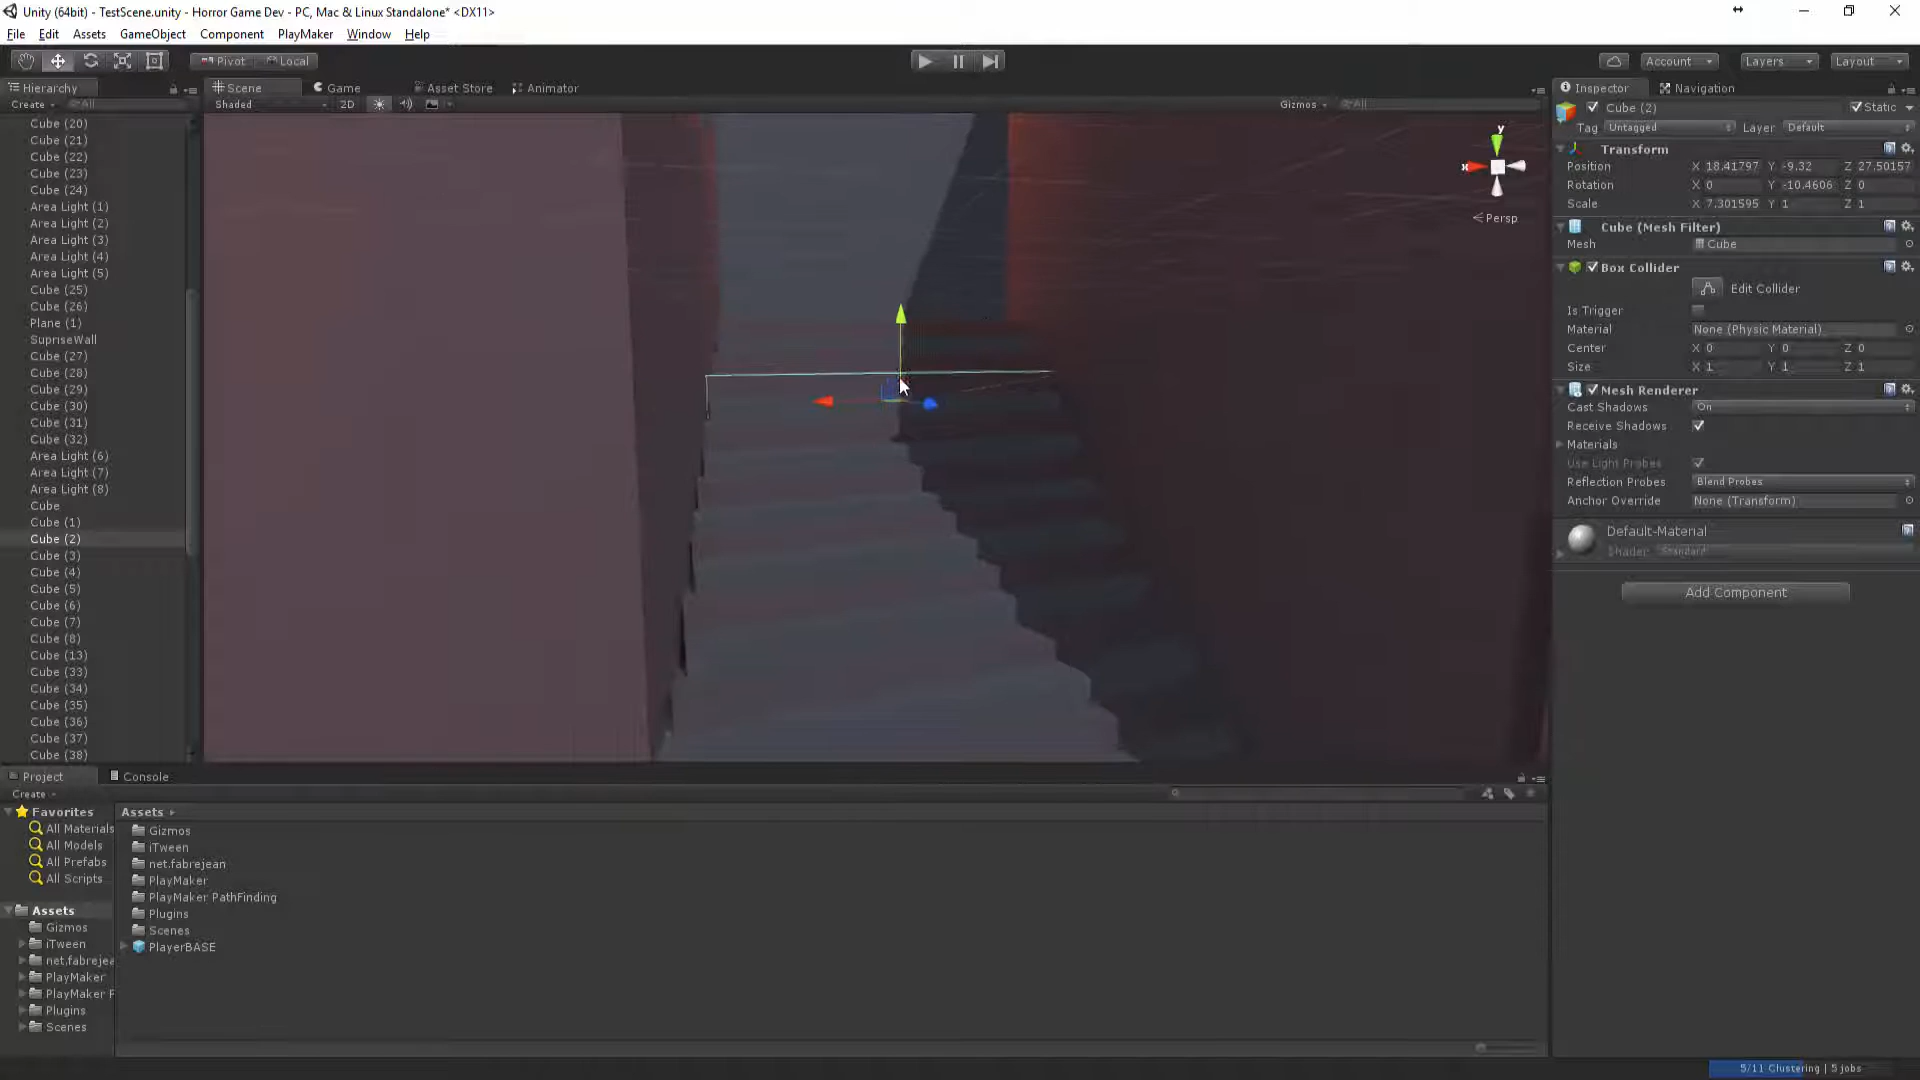 Unity (64bit) - TestScene.unity - Horror Game Dev - PC, Mac & Linux Standalone* <DX11>
File Edit Assets GameObject Component PlayMaker Window Help
Pivot Local
Account Layers Layout
Hierarchy
Create All
Cube (20)
Cube (21)
Cube (22)
Cube (23)
Cube (24)
Area Light (1)
Area Light (2)
Area Light (3)
Area Light (4)
Area Light (5)
Cube (25)
Cube (26)
Plane (1)
SupriseWall
Cube (27)
Cube (28)
Cube (29)
Cube (30)
Cube (31)
Cube (32)
Area Light (6)
Area Light (7)
Area Light (8)
Cube
Cube (1)
Cube (2)
Cube (3)
Cube (4)
Cube (5)
Cube (6)
Cube (7)
Cube (8)
Cube (13)
Cube (33)
Cube (34)
Cube (35)
Cube (36)
Cube (37)
Cube (38)
Scene Game Asset Store Animator
Shaded 2D Gizmos All
y
x
Persp
Inspector Navigation
Cube (2) Static
Tag Untagged Layer Default
Transform
Position X 18.41797 Y -9.32 Z 27.50157
Rotation X 0 Y -10.4606 Z 0
Scale X 7.301595 Y 1 Z 1
Cube (Mesh Filter)
Mesh Cube
Box Collider
Edit Collider
Is Trigger
Material None (Physic Material)
Center X 0 Y 0 Z 0
Size X 1 Y 1 Z 1
Mesh Renderer
Cast Shadows On
Receive Shadows
Materials
Use Light Probes
Reflection Probes Blend Probes
Anchor Override None (Transform)
Default-Material
Shader Standard
Add Component
Project Console
Create
Favorites
All Materials
All Models
All Prefabs
All Scripts
Assets
Gizmos
iTween
net.fabrejea
PlayMaker
PlayMaker P
Plugins
Scenes
Assets
Gizmos
iTween
net.fabrejean
PlayMaker
PlayMaker PathFinding
Plugins
Scenes
PlayerBASE
5/11 Clustering | 5 jobs